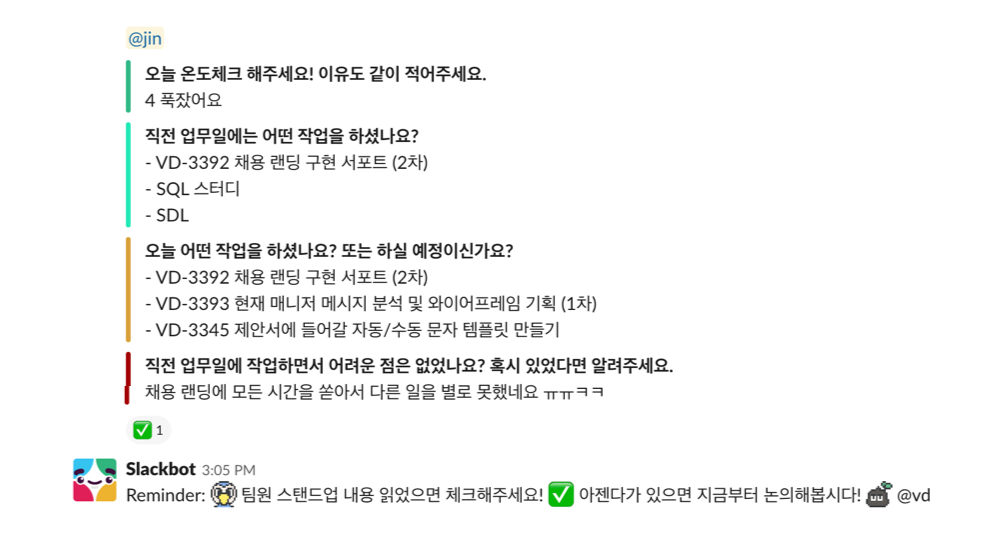 @jin
오늘 온도체크 해주세요! 이유도 같이 적어주세요.
4 푹잤어요
직전 업무일에는 어떤 작업을 하셨나요?
- VD-3392 채용 랜딩 구현 서포트 (2차)
- SQL 스터디
- SDL
오늘 어떤 작업을 하셨나요? 또는 하실 예정이신가요?
- VD-3392 채용 랜딩 구현 서포트 (2차)
- VD-3393 현재 매니저 메시지 분석 및 와이어프레임 기획 (1차)
- VD-3345 제안서에 들어갈 자동/수동 문자 템플릿 만들기
직전 업무일에 작업하면서 어려운 점은 없었나요? 혹시 있었다면 알려주세요.
채용 랜딩에 모든 시간을 쏟아서 다른 일을 별로 못했네요 ㅠㅠㅋㅋ
✅ 1
Slackbot 3:05 PM
Reminder: 팀원 스탠드업 내용 읽었으면 체크해주세요! ✅ 아젠다가 있으면 지금부터 논의해봅시다! @vd